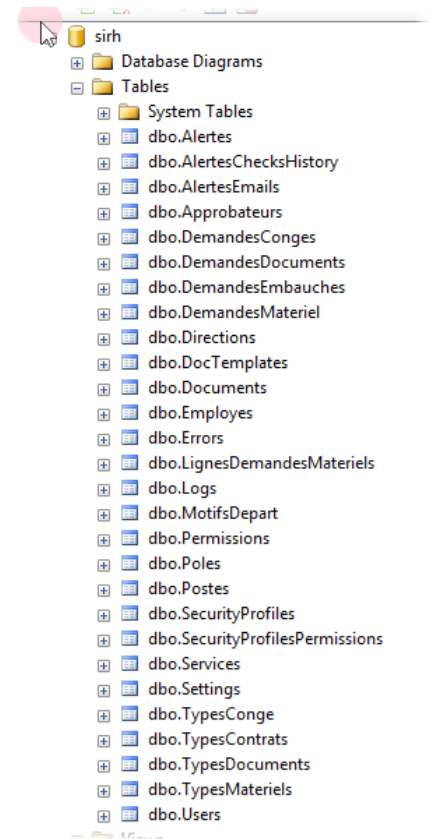 sirh
Database Diagrams
Tables
System Tables
dbo.Alertes
dbo.AlertesChecksHistory
dbo.AlertesEmails
dbo.Approbateurs
dbo.DemandesConges
dbo.DemandesDocuments
dbo.DemandesEmbauches
dbo.DemandesMateriel
dbo.Directions
dbo.DocTemplates
dbo.Documents
dbo.Employes
dbo.Errors
dbo.LignesDemandesMateriels
dbo.Logs
dbo.MotifsDepart
dbo.Permissions
dbo.Poles
dbo.Postes
dbo.SecurityProfiles
dbo.SecurityProfilesPermissions
dbo.Services
dbo.Settings
dbo.TypesConge
dbo.TypesContrats
dbo.TypesDocuments
dbo.TypesMateriels
dbo.Users
Views